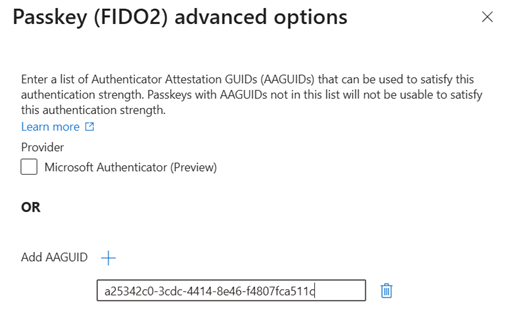 Passkey (FIDO2) advanced options
Enter a list of Authenticator Attestation GUIDs (AAGUIDs) that can be used to satisfy this
authentication strength. Passkeys with AAGUIDs not in this list will not be usable to satisfy
this authentication strength.
Learn more
Provider
Microsoft Authenticator (Preview)
OR
Add AAGUID
a25342c0-3cdc-4414-8e46-f4807fca511c